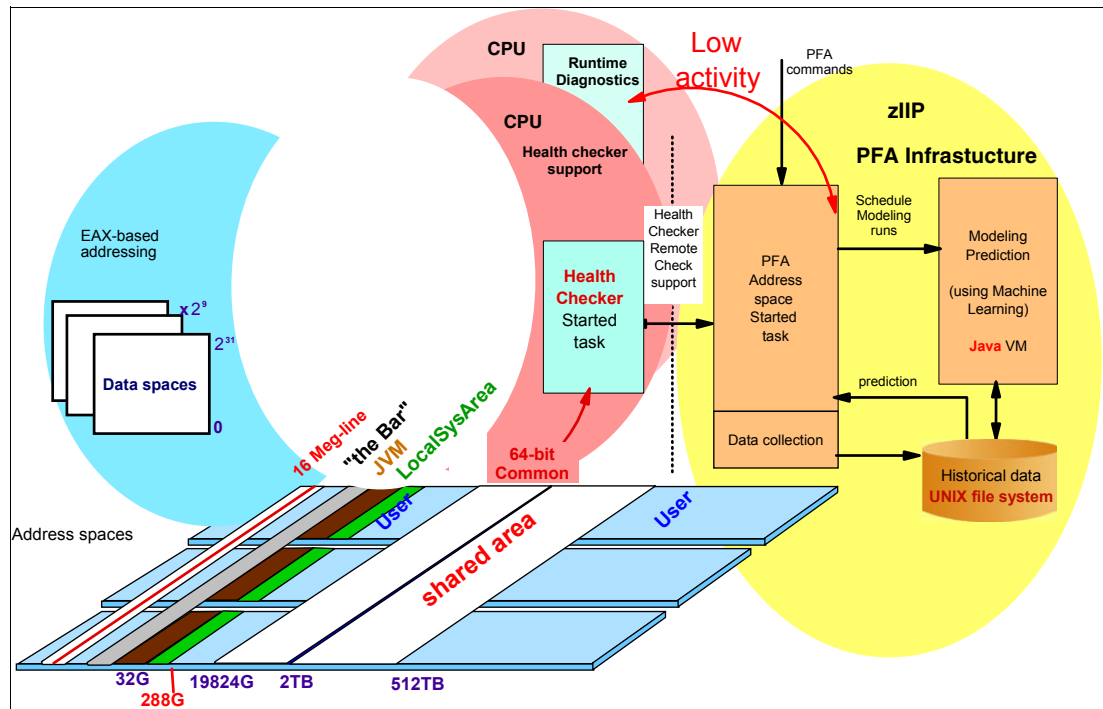 CPU
Runtime
Diagnostics
Low
activity
PFA
commands
zIIP
PFA Infrastucture
CPU
Health checker
support
EAX-based
addressing
x 2⁹
2³¹
Data spaces
0
Health
Checker
Remote
Check
support
Schedule
Modeling
runs
Modeling
Prediction
(using Machine
Learning)
Java VM
PFA
Address
space
Started
task
Health
Checker
Started
task
prediction
Data collection
Historical data
UNIX file system
64-bit
Common
16 Meg-line
"the Bar"
JVM
LocalSysArea
User
shared area
User
Address spaces
32G
288G
19824G
2TB
512TB